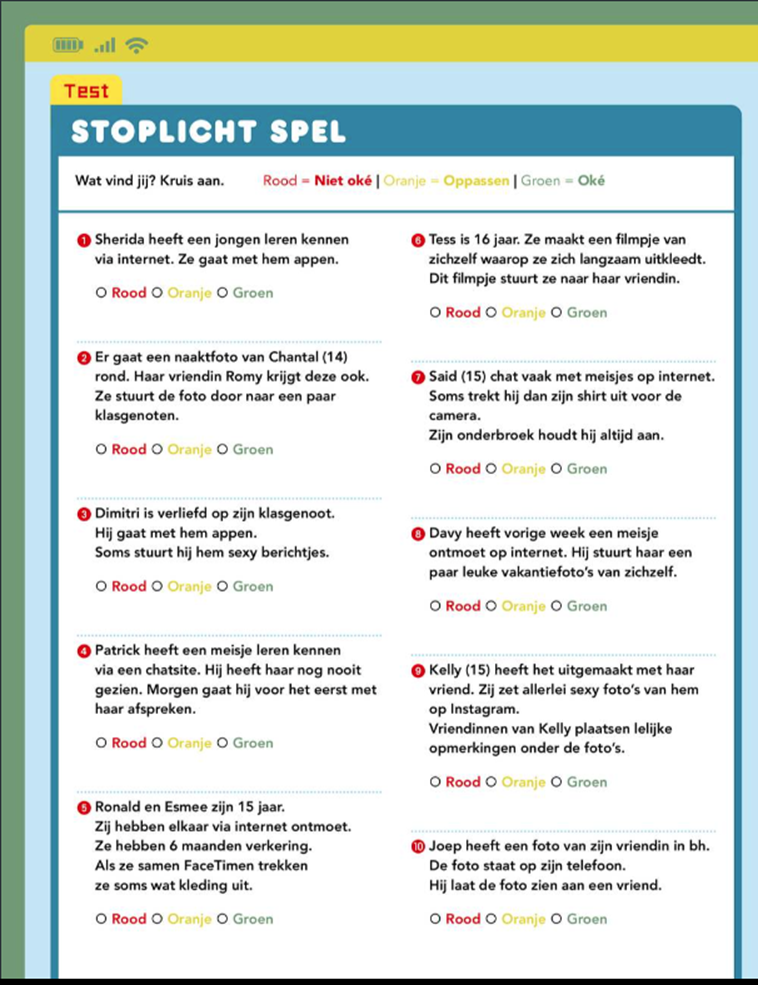 Test
STOPLICHT SPEL
Wat vind jij? Kruis aan. Rood = Niet oké | Oranje = Oppassen | Groen = Oké
1 Sherida heeft een jongen leren kennen
via internet. Ze gaat met hem appen.
O Rood O Oranje O Groen
2 Er gaat een naaktfoto van Chantal (14)
rond. Haar vriendin Romy krijgt deze ook.
Ze stuurt de foto door naar een paar
klasgenoten.
O Rood O Oranje O Groen
3 Dimitri is verliefd op zijn klasgenoot.
Hij gaat met hem appen.
Soms stuurt hij hem sexy berichtjes.
O Rood O Oranje O Groen
4 Patrick heeft een meisje leren kennen
via een chatsite. Hij heeft haar nog nooit
gezien. Morgen gaat hij voor het eerst met
haar afspreken.
O Rood O Oranje O Groen
5 Ronald en Esmee zijn 15 jaar.
Zij hebben elkaar via internet ontmoet.
Ze hebben 6 maanden verkering.
Als ze samen FaceTimen trekken
ze soms wat kleding uit.
O Rood O Oranje O Groen
6 Tess is 16 jaar. Ze maakt een filmpje van
zichzelf waarop ze zich langzaam uitkleedt.
Dit filmpje stuurt ze naar haar vriendin.
O Rood O Oranje O Groen
7 Said (15) chat vaak met meisjes op internet.
Soms trekt hij dan zijn shirt uit voor de
camera.
Zijn onderbroek houdt hij altijd aan.
O Rood O Oranje O Groen
8 Davy heeft vorige week een meisje
ontmoet op internet. Hij stuurt haar een
paar leuke vakantiefoto's van zichzelf.
O Rood O Oranje O Groen
9 Kelly (15) heeft het uitgemaakt met haar
vriend. Zij zet allerlei sexy foto's van hem
op Instagram.
Vriendinnen van Kelly plaatsen lelijke
opmerkingen onder de foto's.
O Rood O Oranje O Groen
10 Joep heeft een foto van zijn vriendin in bh.
De foto staat op zijn telefoon.
Hij laat de foto zien aan een vriend.
O Rood O Oranje O Groen